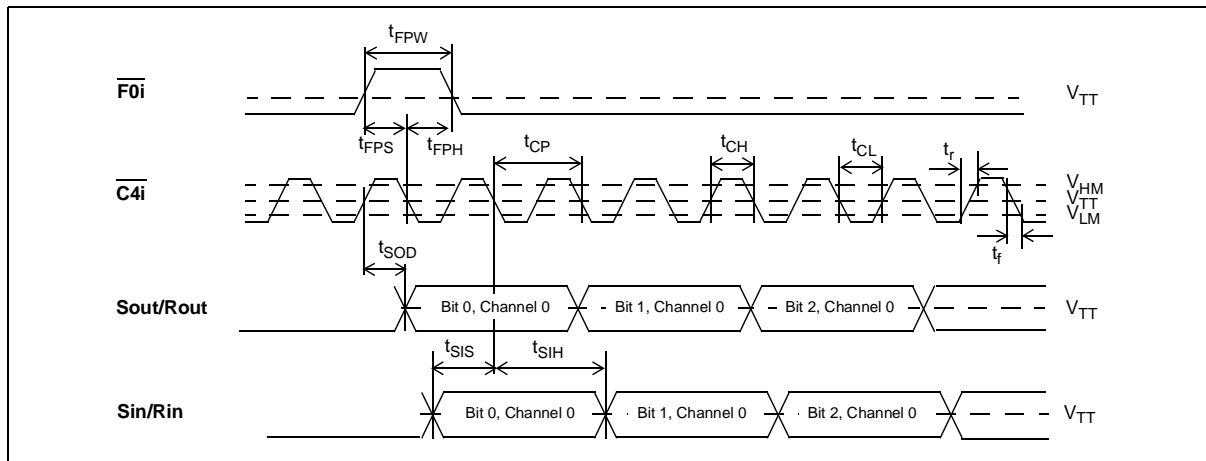 tFPW
F0i
VTT
tFPS tFPH tCP tCH tCL tr
C4i
VHM
VTT
VLM
tSOD tf
Sout/Rout Bit 0, Channel 0 Bit 1, Channel 0 Bit 2, Channel 0 VTT
tSIS tSIH
Sin/Rin Bit 0, Channel 0 Bit 1, Channel 0 Bit 2, Channel 0 VTT